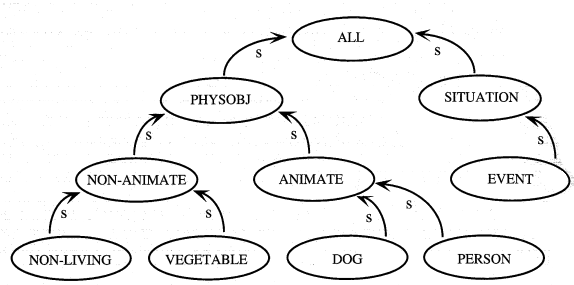 ALL
s
s
PHYSOBJ
SITUATION
s
s
s
NON-ANIMATE
ANIMATE
EVENT
s
s
s
s
NON-LIVING
VEGETABLE
DOG
PERSON